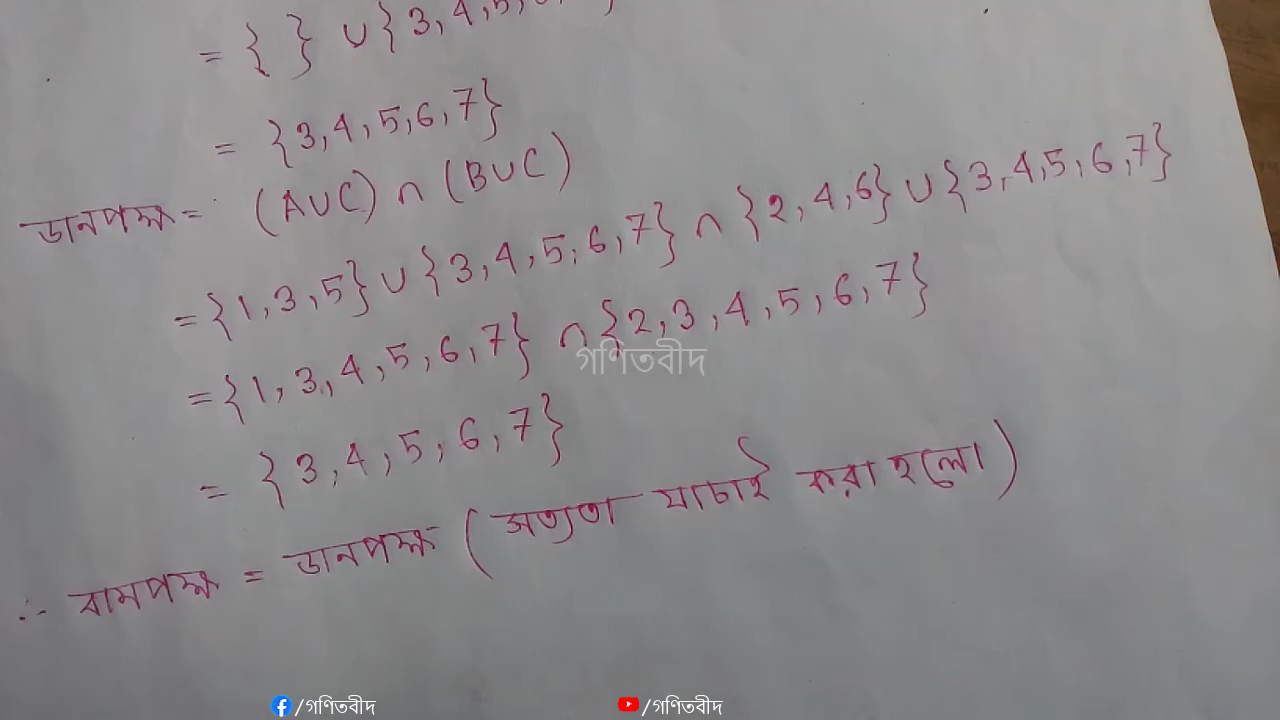 = { } ∪ {3, 4, 5,
= {3, 4, 5, 6, 7}
ডানপক্ষ = (A∪C) ∩ (B∪C)
= {1, 3, 5} ∪ {3, 4, 5, 6, 7} ∩ {2, 4, 6} ∪ {3, 4, 5, 6, 7}
= {1, 3, 4, 5, 6, 7} ∩ {2, 3, 4, 5, 6, 7}
গণিতবীদ
= {3, 4, 5, 6, 7}
∴ বামপক্ষ = ডানপক্ষ (সত্যতা যাচাই করা হলো)
/গণিতবীদ /গণিতবীদ